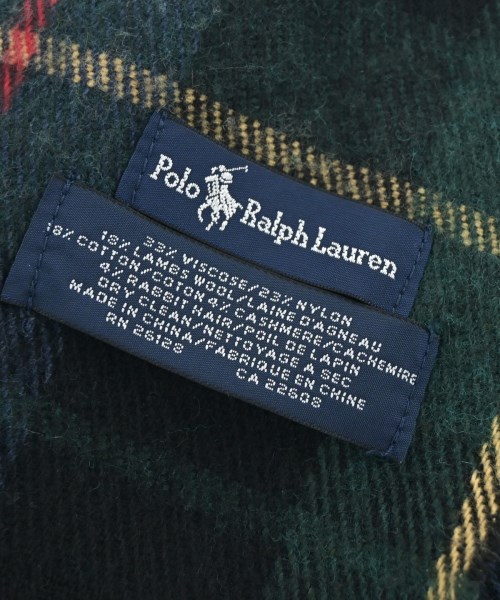 Polo Ralph Lauren
33% VISCOSE/23% NYLON
18% LAMBS WOOL/LAINE D'AGNEAU
18% COTTON/COTON 4% CASHMERE/CACHEMIRE
4% RABBIT HAIR/POIL DE LAPIN
DRY CLEAN/NETTOYAGE A SEC
MADE IN CHINA/FABRIQUE EN CHINE
RN 26128
CA 22608